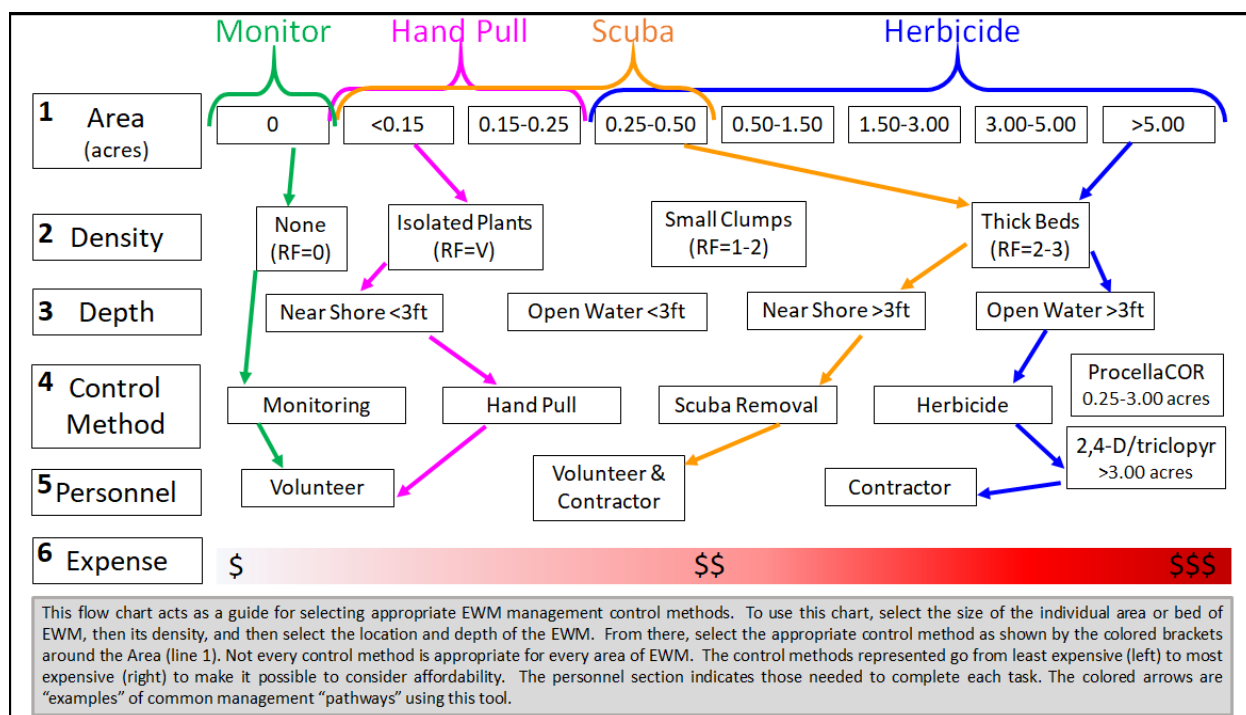 Monitor Hand Pull Scuba Herbicide
1 Area
(acres)
0 <0.15 0.15-0.25 0.25-0.50 0.50-1.50 1.50-3.00 3.00-5.00 >5.00
2 Density
None
(RF=0)
Isolated Plants
(RF=V)
Small Clumps
(RF=1-2)
Thick Beds
(RF=2-3)
3 Depth
Near Shore <3ft Open Water <3ft Near Shore >3ft Open Water >3ft
4 Control
Method
Monitoring Hand Pull Scuba Removal Herbicide
ProcellaCOR
0.25-3.00 acres
2,4-D/triclopyr
>3.00 acres
5 Personnel
Volunteer
Volunteer &
Contractor
Contractor
6 Expense
$ $$ $$$
This flow chart acts as a guide for selecting appropriate EWM management control methods. To use this chart, select the size of the individual area or bed of
EWM, then its density, and then select the location and depth of the EWM. From there, select the appropriate control method as shown by the colored brackets
around the Area (line 1). Not every control method is appropriate for every area of EWM. The control methods represented go from least expensive (left) to most
expensive (right) to make it possible to consider affordability. The personnel section indicates those needed to complete each task. The colored arrows are
“examples” of common management “pathways” using this tool.